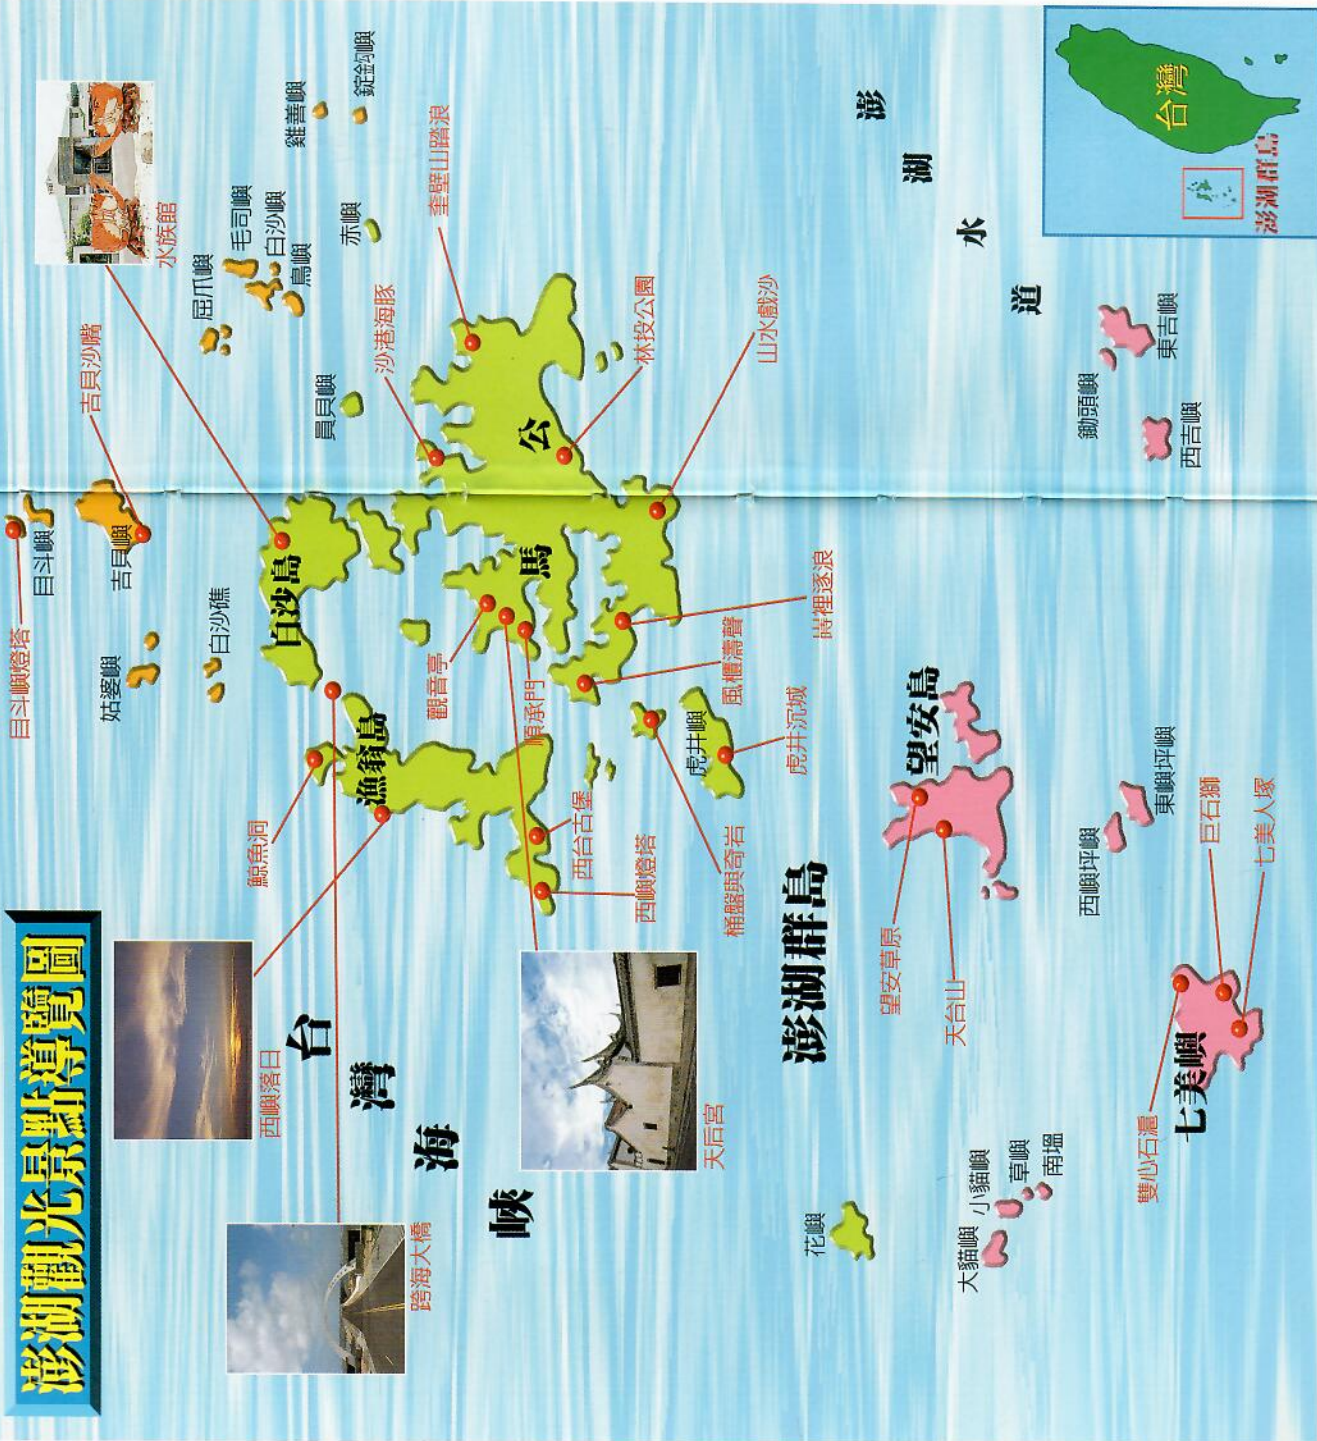 澎湖觀光景點導覽圖
目斗嶼燈塔
目斗嶼
吉貝沙嘴
吉貝嶼
姑婆嶼
白沙礁
水族館
屈爪嶼
毛司嶼
白沙嶼
鳥嶼
雞善嶼
錠鉤嶼
赤嶼
員貝嶼
奎壁山踏浪
沙港海豚
白沙島
漁翁島
鯨魚洞
西嶼落日
跨海大橋
觀音亭
順承門
天后宮
西台古堡
西嶼燈塔
馬
公
林投公園
山水戲沙
嵵裡逐浪
風櫃濤聲
虎井嶼
虎井沉城
桶盤與奇岩
台
灣
海
峽
澎湖群島
澎
湖
水
道
台灣
澎湖群島
鋤頭嶼
東吉嶼
西吉嶼
望安島
望安草原
天台山
西嶼坪嶼
東嶼坪嶼
花嶼
大貓嶼
小貓嶼
草嶼
南塭
七美嶼
雙心石滬
巨石獅
七美人塚